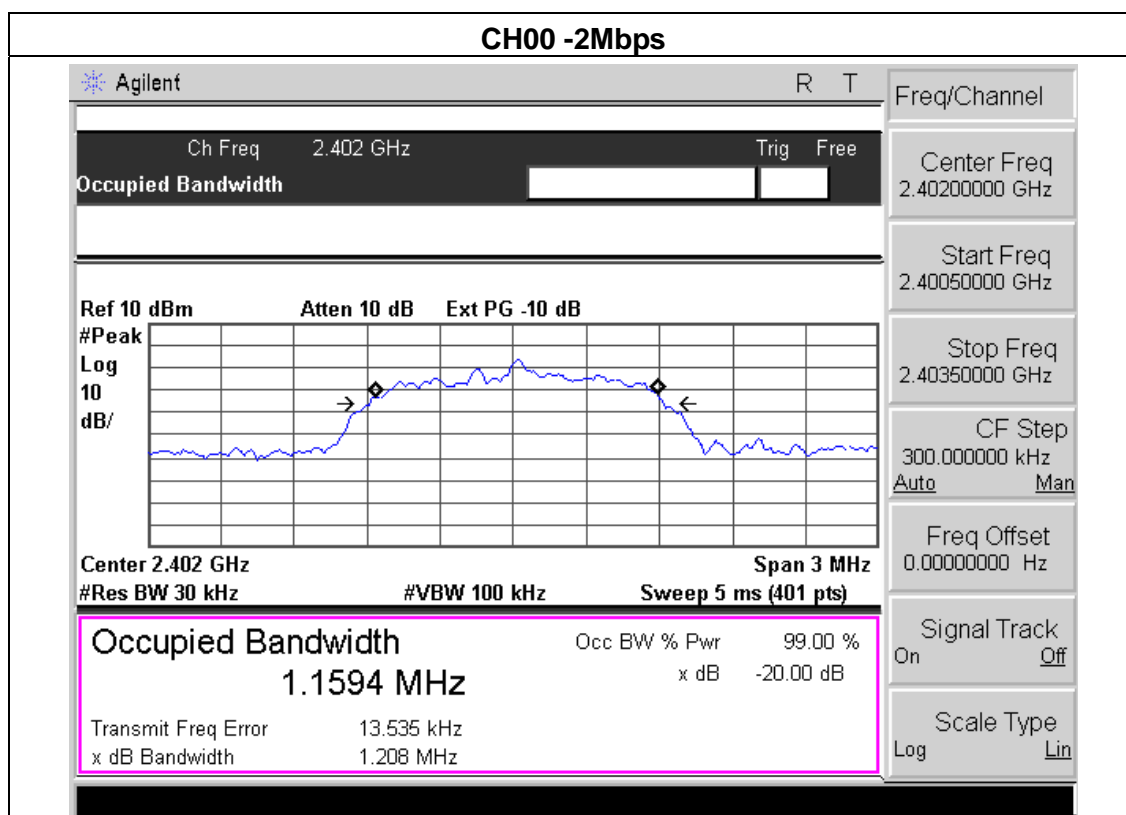 CH00 -2Mbps
Agilent R T
Ch Freq 2.402 GHz Trig Free
Occupied Bandwidth
Ref 10 dBm Atten 10 dB Ext PG -10 dB
#Peak
Log
10
dB/
Center 2.402 GHz Span 3 MHz
#Res BW 30 kHz #VBW 100 kHz Sweep 5 ms (401 pts)
Occupied Bandwidth Occ BW % Pwr 99.00 %
1.1594 MHz x dB -20.00 dB
Transmit Freq Error 13.535 kHz
x dB Bandwidth 1.208 MHz
Freq/Channel
Center Freq
2.40200000 GHz
Start Freq
2.40050000 GHz
Stop Freq
2.40350000 GHz
CF Step
300.000000 kHz
Auto Man
Freq Offset
0.00000000 Hz
Signal Track
On Off
Scale Type
Log Lin